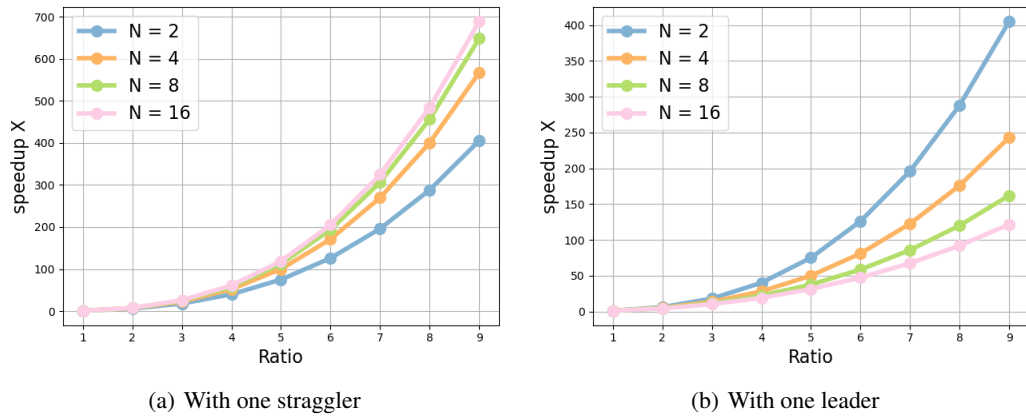 700
600
500
400
300
200
100
0
speedup X
N = 2
N = 4
N = 8
N = 16
1 2 3 4 5 6 7 8 9
Ratio
(a) With one straggler
400
350
300
250
200
150
100
50
0
speedup X
N = 2
N = 4
N = 8
N = 16
1 2 3 4 5 6 7 8 9
Ratio
(b) With one leader